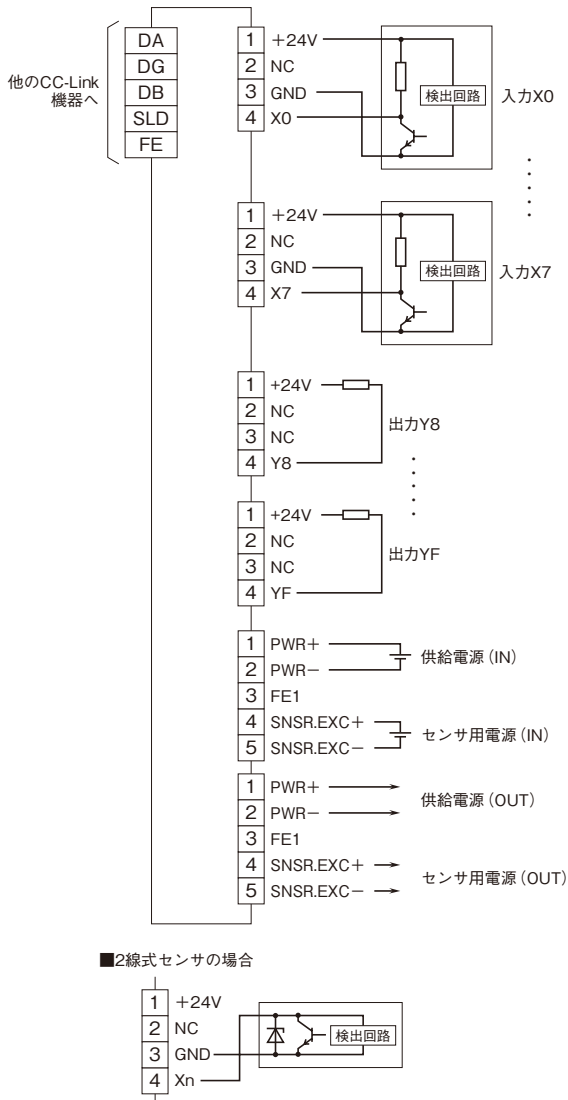 他のCC-Link
機器へ
DA
DG
DB
SLD
FE
1 +24V
2 NC
3 GND
4 X0
検出回路
入力X0
1 +24V
2 NC
3 GND
4 X7
検出回路
入力X7
1 +24V
2 NC
3 NC
4 Y8
出力Y8
1 +24V
2 NC
3 NC
4 YF
出力YF
1 PWR+
2 PWR−
供給電源(IN)
3 FE1
4 SNSR.EXC+
5 SNSR.EXC−
センサ用電源(IN)
1 PWR+
2 PWR−
供給電源(OUT)
3 FE1
4 SNSR.EXC+
5 SNSR.EXC−
センサ用電源(OUT)
■2線式センサの場合
1 +24V
2 NC
3 GND
4 Xn
検出回路